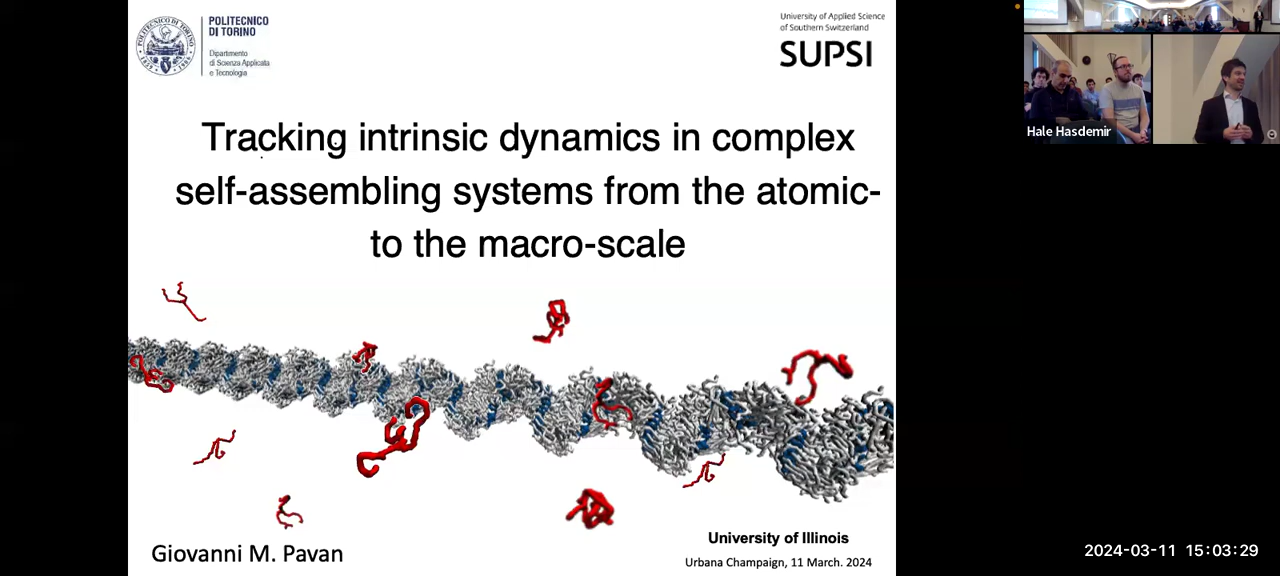 POLITECNICO
DI TORINO
Dipartimento
di Scienza Applicata
e Tecnologia
University of Applied Science
of Southern Switzerland
SUPSI
Tracking intrinsic dynamics in complex
self-assembling systems from the atomic-
to the macro-scale
Giovanni M. Pavan
University of Illinois
Urbana Champaign, 11 March. 2024
Hale Hasdemir
2024-03-11 15:03:29